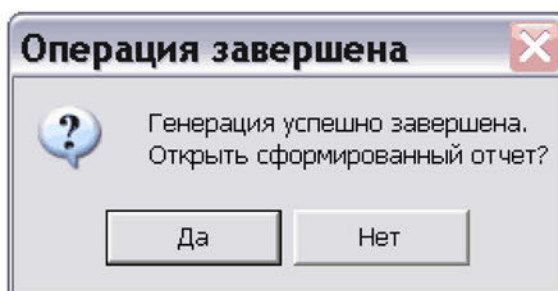 Операция завершена
Генерация успешно завершена.
Открыть сформированный отчет?
Да
Нет